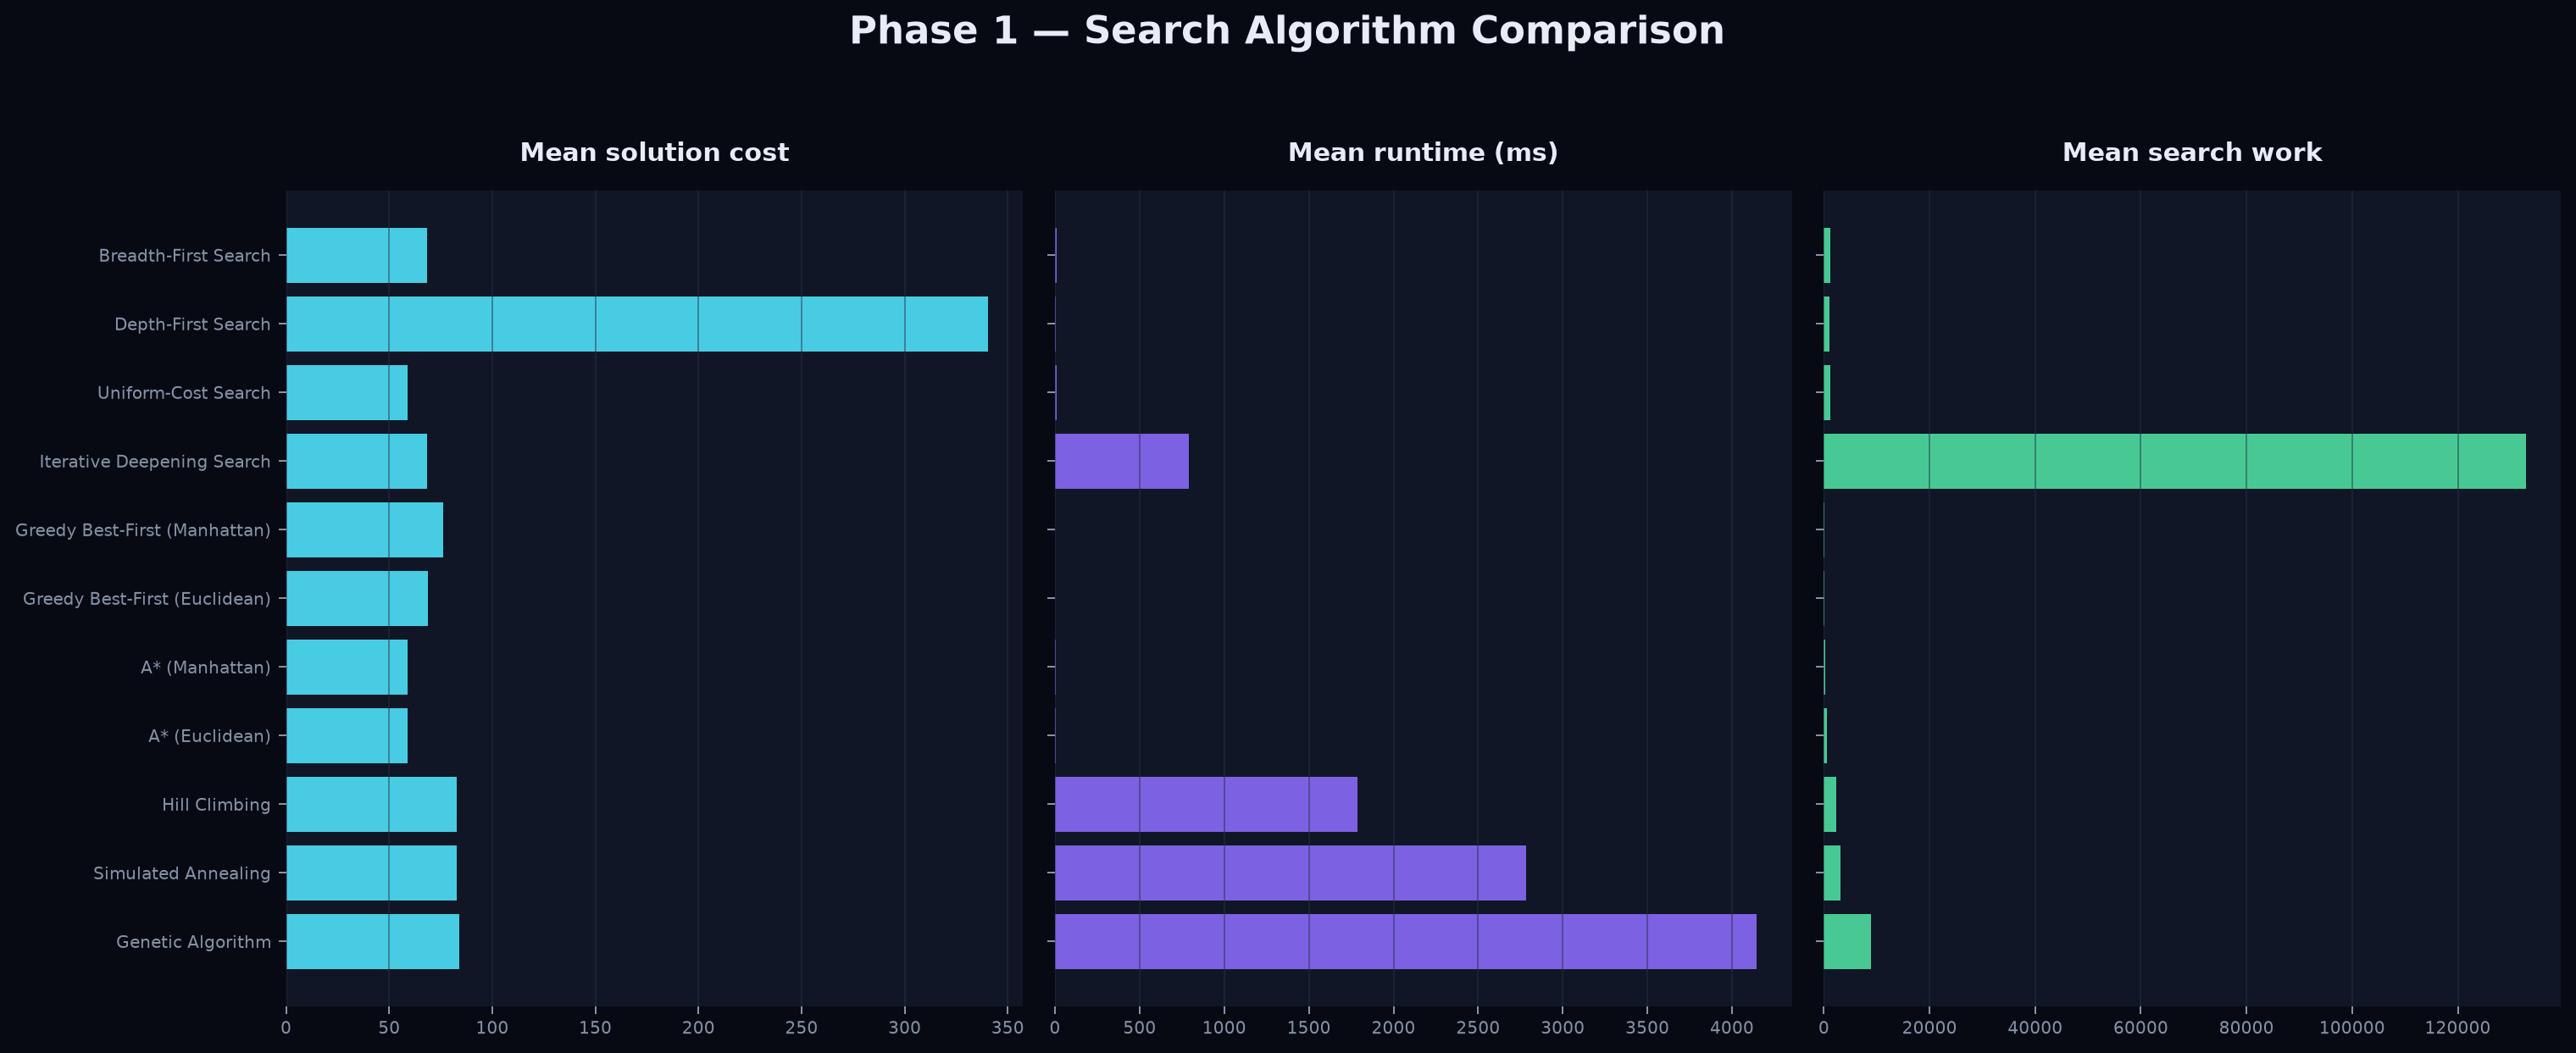 Phase 1 — Search Algorithm Comparison
Mean solution cost
Mean runtime (ms)
Mean search work
Breadth-First Search
Depth-First Search
Uniform-Cost Search
Iterative Deepening Search
Greedy Best-First (Manhattan)
Greedy Best-First (Euclidean)
A* (Manhattan)
A* (Euclidean)
Hill Climbing
Simulated Annealing
Genetic Algorithm
0 50 100 150 200 250 300 350
0 500 1000 1500 2000 2500 3000 3500 4000
0 20000 40000 60000 80000 100000 120000